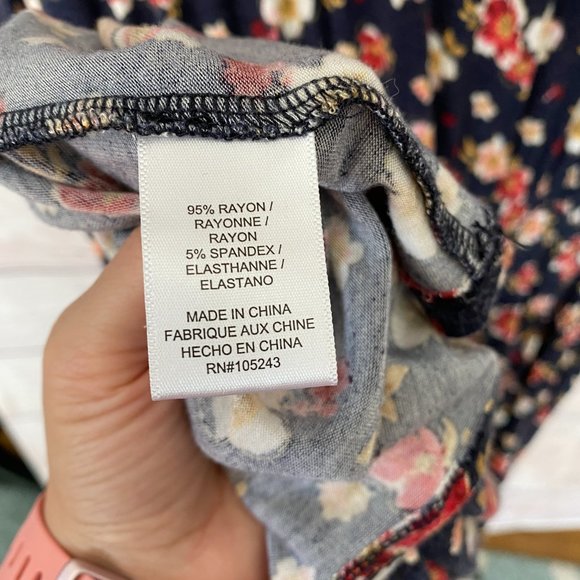 95% RAYON /
RAYONNE /
RAYON
5% SPANDEX /
ELASTHANNE /
ELASTANO
MADE IN CHINA
FABRIQUE AUX CHINE
HECHO EN CHINA
RN#105243